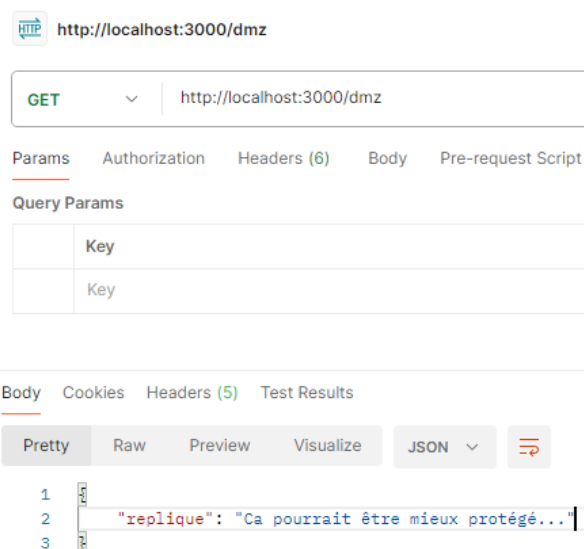 HTTP http://localhost:3000/dmz
GET http://localhost:3000/dmz
Params Authorization Headers (6) Body Pre-request Script
Query Params
Key
Key
Body Cookies Headers (5) Test Results
Pretty Raw Preview Visualize JSON
1 {
2 "replique": "Ca pourrait être mieux protégé..."
3 }